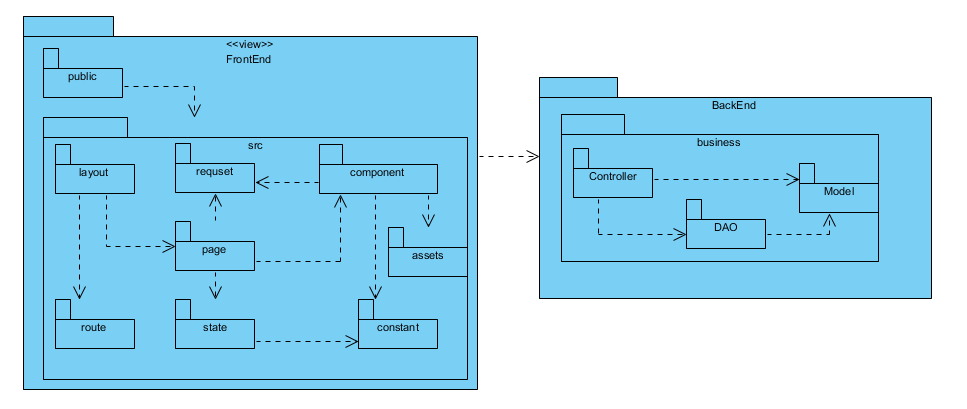 <<view>>
FrontEnd
public
src
layout
requset
component
page
assets
route
state
constant
BackEnd
business
Controller
Model
DAO